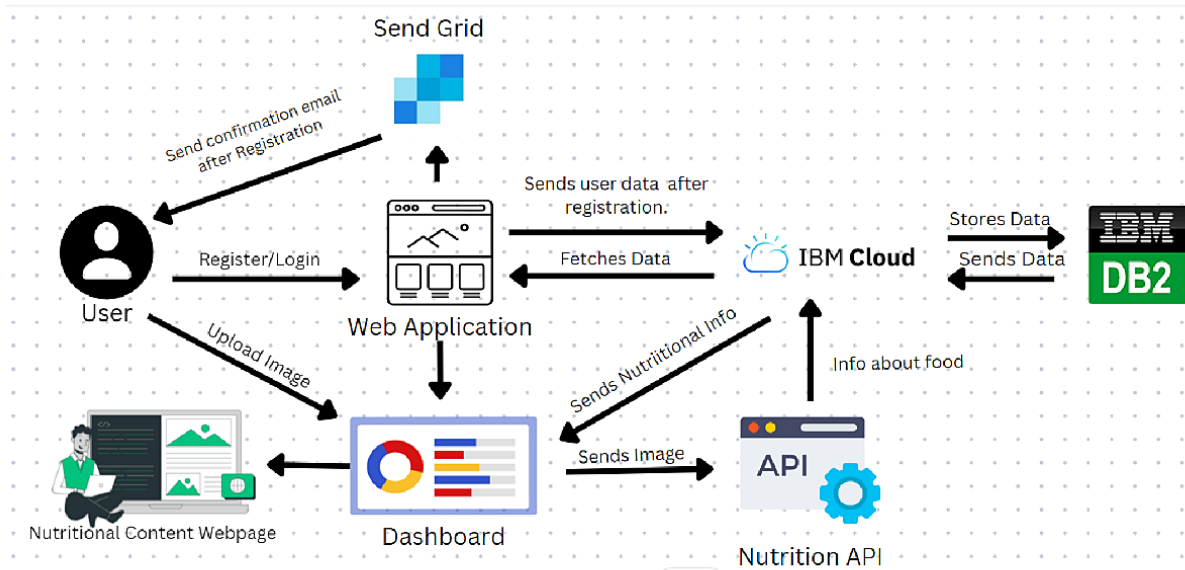 Send Grid
Send confirmation email
after Registration
Sends user data after
registration.
Stores Data
IBM
DB2
Register/Login
Fetches Data
IBM Cloud
Sends Data
User
Web Application
Upload Image
Sends Nutriitional Info
Info about food
Sends Image
API
Nutritional Content Webpage
Dashboard
Nutrition API